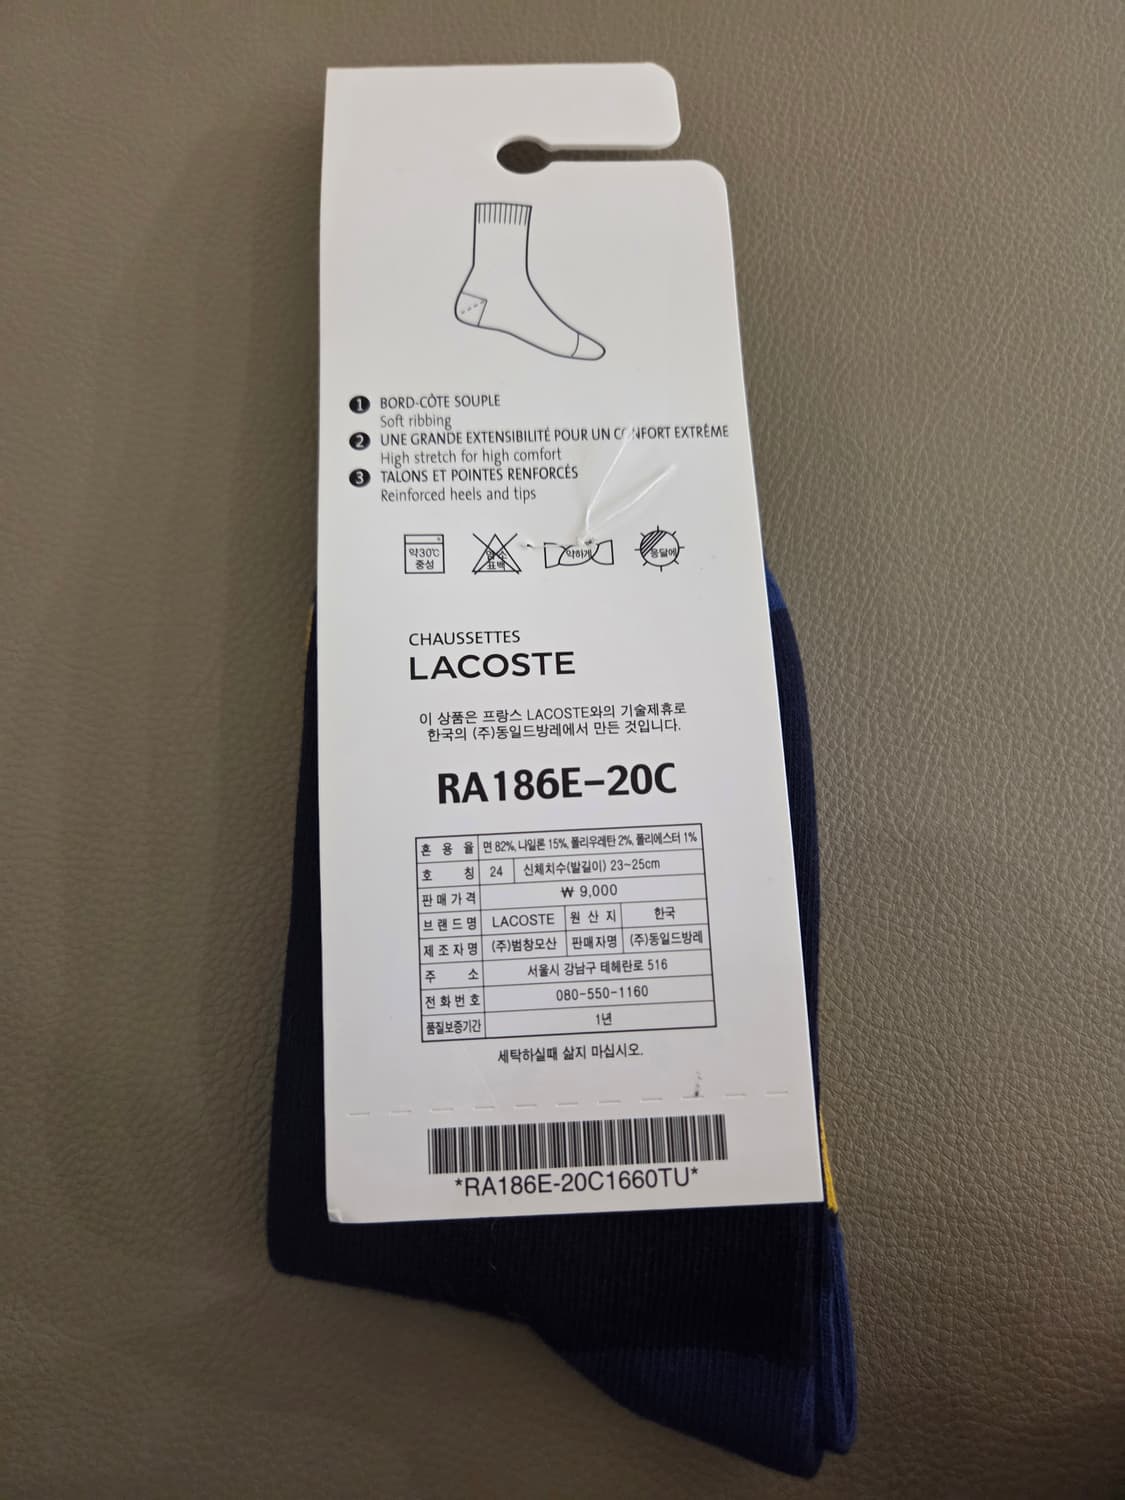 1 BORD-CÔTE SOUPLE
Soft ribbing
2 UNE GRANDE EXTENSIBILITÉ POUR UN CONFORT EXTRÊME
High stretch for high comfort
3 TALONS ET POINTES RENFORCÉS
Reinforced heels and tips
약30℃ 중성 염소 표백 약하게 응달에
CHAUSSETTES
LACOSTE
이 상품은 프랑스 LACOSTE와의 기술제휴로
한국의 (주)동일드방레에서 만든 것입니다.
RA186E-20C
혼 용 율 면 82%, 나일론 15%, 폴리우레탄 2%, 폴리에스터 1%
호 칭 24 신체치수(발길이) 23~25cm
판매가격 ₩ 9,000
브랜드명 LACOSTE 원 산 지 한국
제조자명 (주)범창모산 판매자명 (주)동일드방레
주 소 서울시 강남구 테헤란로 516
전화번호 080-550-1160
품질보증기간 1년
세탁하실때 삶지 마십시오.
*RA186E-20C1660TU*